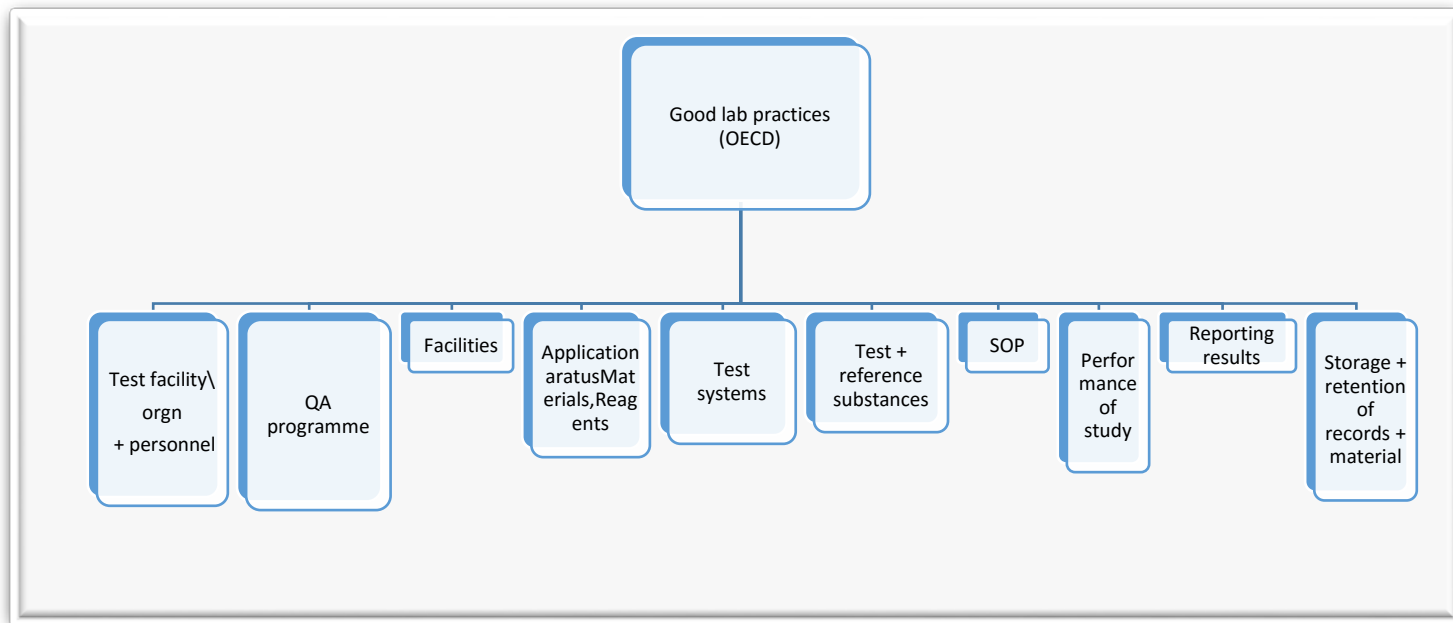 Good lab practices
(OECD)
Test facility\
orgn
+ personnel
QA
programme
Facilities
Application
aratusMat
erials,Reag
ents
Test
systems
Test +
reference
substances
SOP
Perfor
mance
of
study
Reporting
results
Storage +
retention
of
records +
material